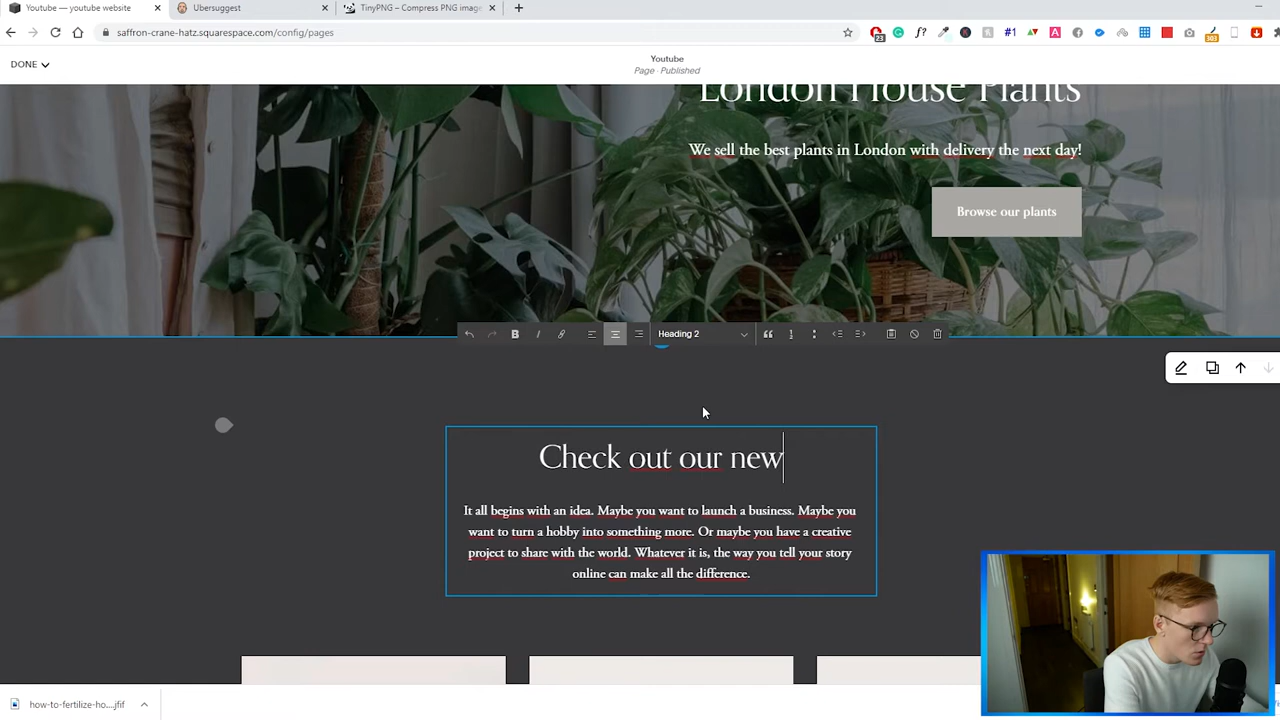 Youtube — youtube website
Ubersuggest
TinyPNG – Compress PNG image
saffron-crane-hatz.squarespace.com/config/pages
23
f?
#1
A
303
DONE
Youtube
Page · Published
London House Plants
We sell the best plants in London with delivery the next day!
Browse our plants
B
I
Heading 2
Check out our new
It all begins with an idea. Maybe you want to launch a business. Maybe you
want to turn a hobby into something more. Or maybe you have a creative
project to share with the world. Whatever it is, the way you tell your story
online can make all the difference.
how-to-fertilize-ho....jfif